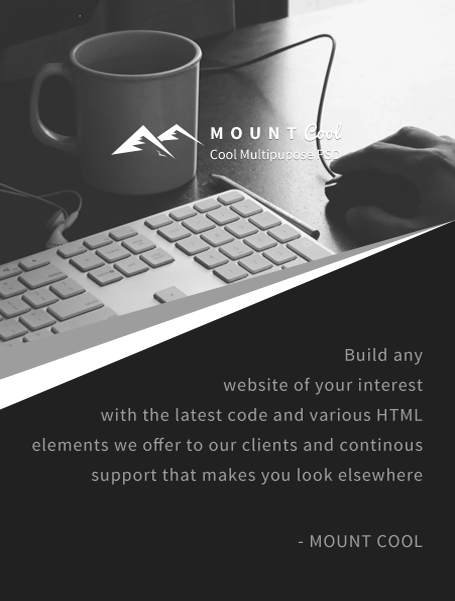 MOUNT Cool
Cool Multipupose PSD
Build any
website of your interest
with the latest code and various HTML
elements we offer to our clients and continous
support that makes you look elsewhere
- MOUNT COOL